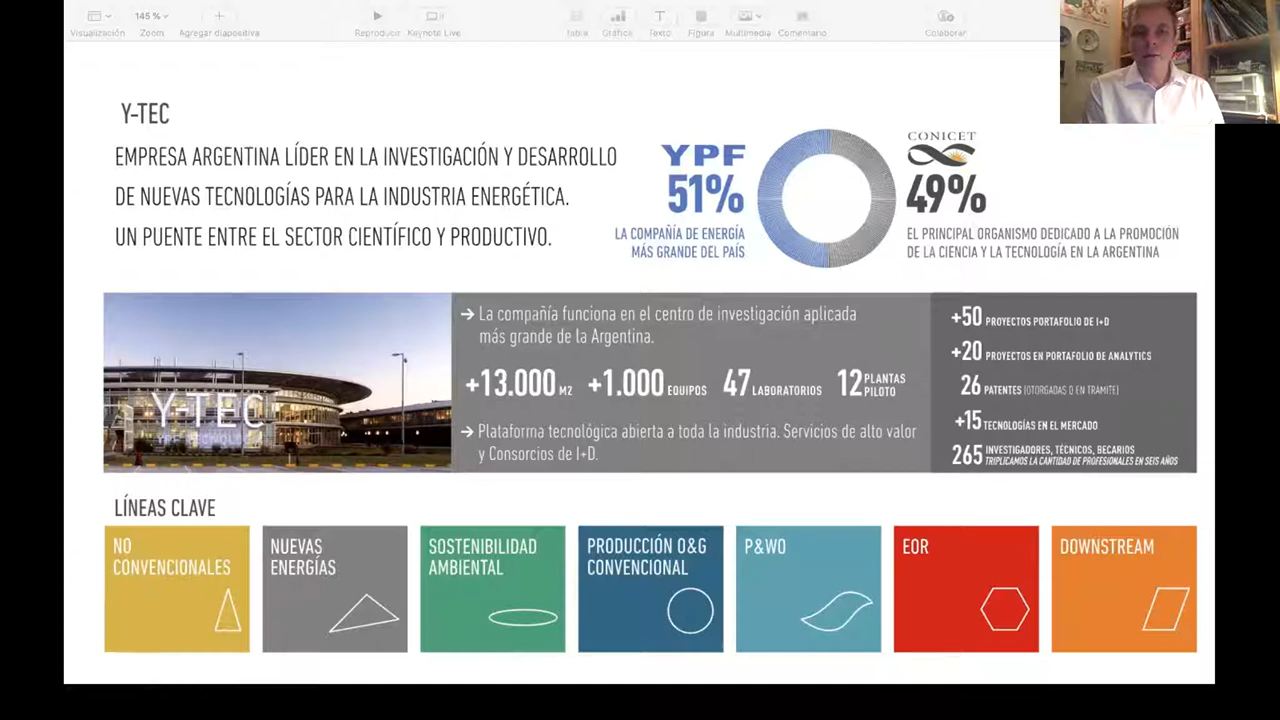 145 %
Visualización Zoom Agregar diapositiva Reproducir Keynote Live Tabla Gráfica Texto Figura Multimedia Comentario Colaborar
Y-TEC
EMPRESA ARGENTINA LÍDER EN LA INVESTIGACIÓN Y DESARROLLO
DE NUEVAS TECNOLOGÍAS PARA LA INDUSTRIA ENERGÉTICA.
UN PUENTE ENTRE EL SECTOR CIENTÍFICO Y PRODUCTIVO.
YPF
51%
LA COMPAÑÍA DE ENERGÍA
MÁS GRANDE DEL PAÍS
CONICET
49%
EL PRINCIPAL ORGANISMO DEDICADO A LA PROMOCIÓN
DE LA CIENCIA Y LA TECNOLOGÍA EN LA ARGENTINA
Y-TEC
YPF TECNOLOGÍA
→ La compañía funciona en el centro de investigación aplicada
más grande de la Argentina.
+13.000 M2 +1.000 EQUIPOS 47 LABORATORIOS 12 PLANTAS
PILOTO
→ Plataforma tecnológica abierta a toda la industria. Servicios de alto valor
y Consorcios de I+D.
+50 PROYECTOS PORTAFOLIO DE I+D
+20 PROYECTOS EN PORTAFOLIO DE ANALYTICS
26 PATENTES (OTORGADAS O EN TRÁMITE)
+15 TECNOLOGÍAS EN EL MERCADO
265 INVESTIGADORES, TÉCNICOS, BECARIOS
TRIPLICAMOS LA CANTIDAD DE PROFESIONALES EN SEIS AÑOS
LÍNEAS CLAVE
NO
CONVENCIONALES
NUEVAS
ENERGÍAS
SOSTENIBILIDAD
AMBIENTAL
PRODUCCIÓN O&G
CONVENCIONAL
P&WO
EOR
DOWNSTREAM